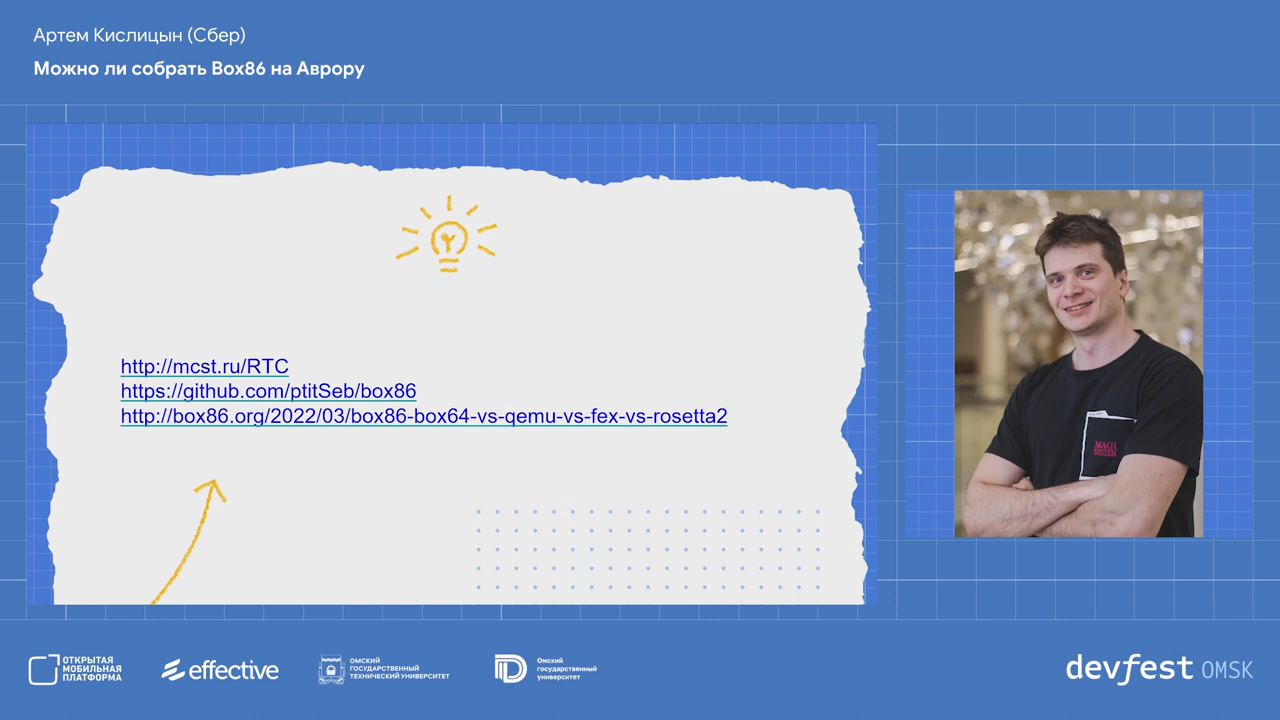 Артем Кислицын (Сбер)
Можно ли собрать Box86 на Аврору
http://mcst.ru/RTC
https://github.com/ptitSeb/box86
http://box86.org/2022/03/box86-box64-vs-qemu-vs-fex-vs-rosetta2
MAGI
SYSTEM
ОТКРЫТАЯ
МОБИЛЬНАЯ
ПЛАТФОРМА
effective
ОМСКИЙ
ГОСУДАРСТВЕННЫЙ
ТЕХНИЧЕСКИЙ УНИВЕРСИТЕТ
Омский
государственный
университет
devfest OMSK